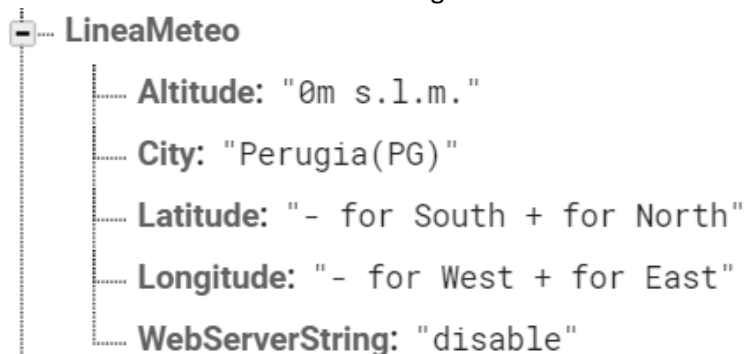 LineaMeteo
Altitude: "0m s.l.m."
City: "Perugia(PG)"
Latitude: "- for South + for North"
Longitude: "- for West + for East"
WebServerString: "disable"